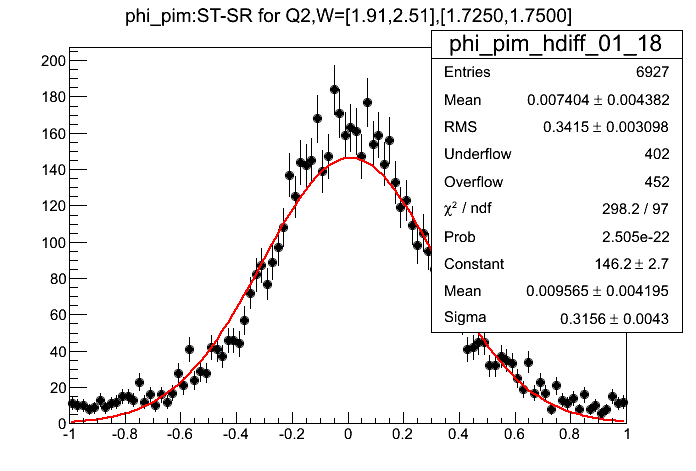 phi_pim:ST-SR for Q2,W=[1.91,2.51],[1.7250,1.7500]
phi_pim_hdiff_01_18
Entries 6927
Mean 0.007404 ± 0.004382
RMS 0.3415 ± 0.003098
Underflow 402
Overflow 452
χ² / ndf 298.2 / 97
Prob 2.505e-22
Constant 146.2 ± 2.7
Mean 0.009565 ± 0.004195
Sigma 0.3156 ± 0.0043
200
180
160
140
120
100
80
60
40
20
0
-1 -0.8 -0.6 -0.4 -0.2 0 0.2 0.4 0.6 0.8 1